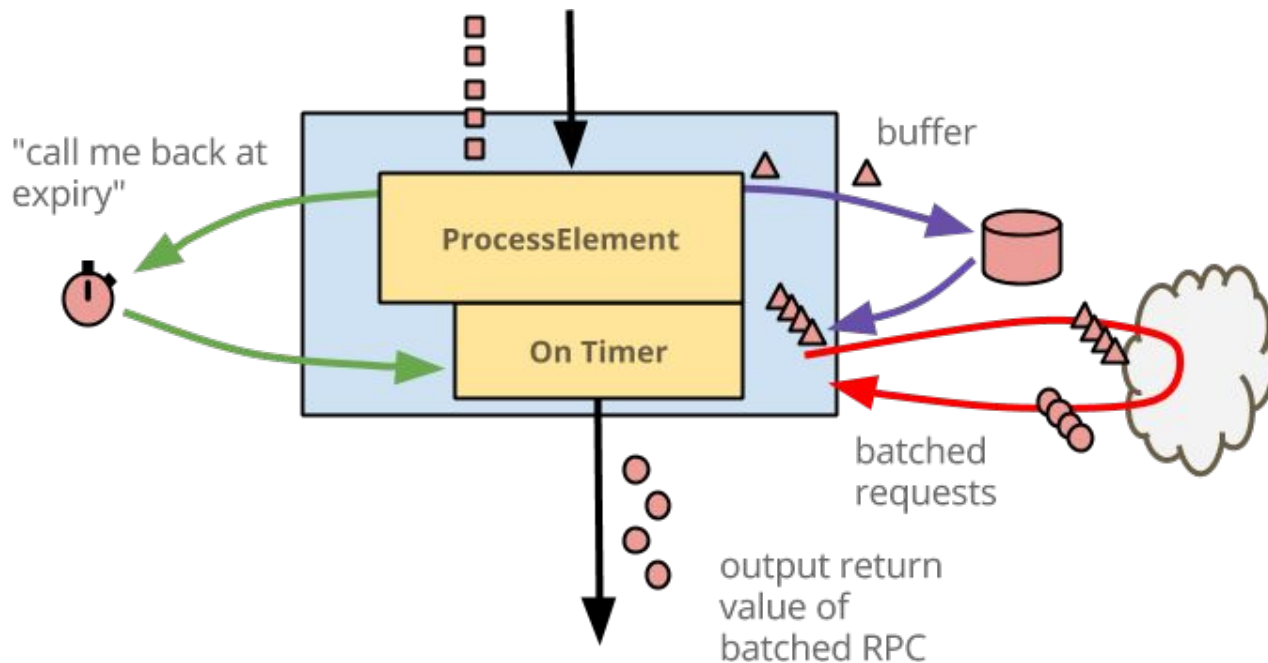 "call me back at
expiry"
buffer
ProcessElement
On Timer
batched
requests
output return
value of
batched RPC